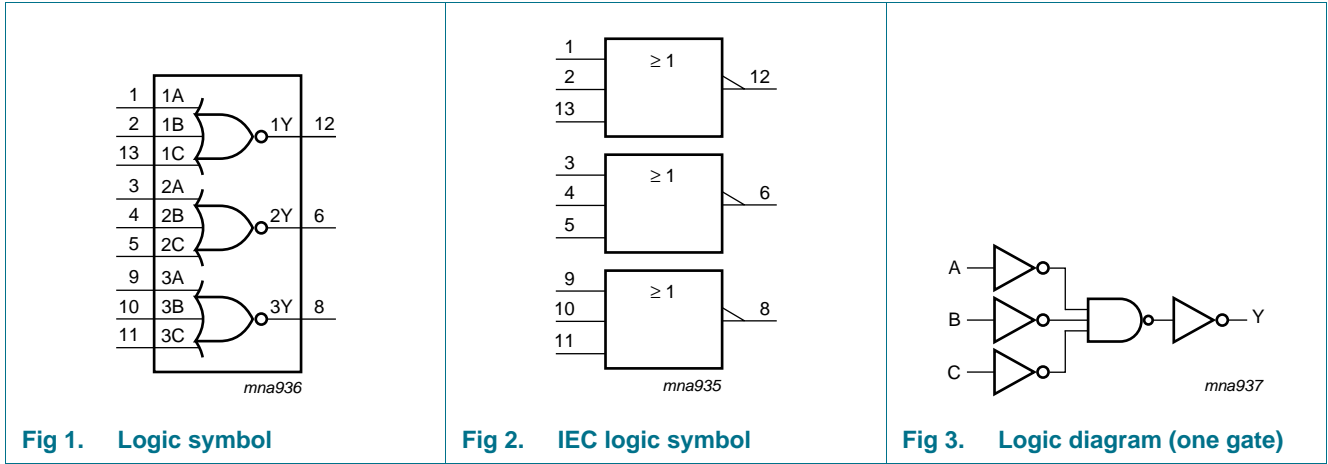 1 1A
2 1B 1Y 12
13 1C
3 2A
4 2B 2Y 6
5 2C
9 3A
10 3B 3Y 8
11 3C
mna936
Fig 1. Logic symbol
1 ≥ 1
2 12
13
3 ≥ 1
4 6
5
9 ≥ 1
10 8
11
mna935
Fig 2. IEC logic symbol
A
B Y
C
mna937
Fig 3. Logic diagram (one gate)